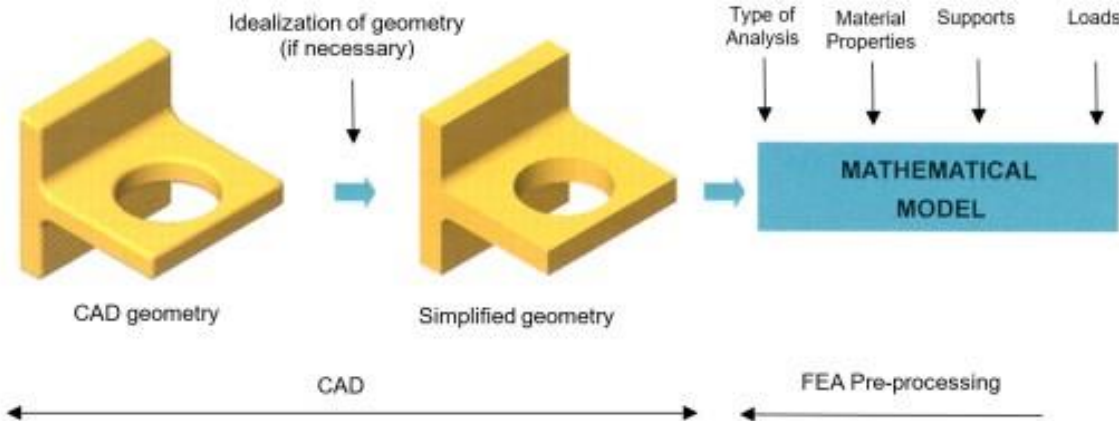 Idealization of geometry
(if necessary)
Type of
Analysis
Material
Properties
Supports
Loads
MATHEMATICAL
MODEL
CAD geometry
Simplified geometry
CAD
FEA Pre-processing